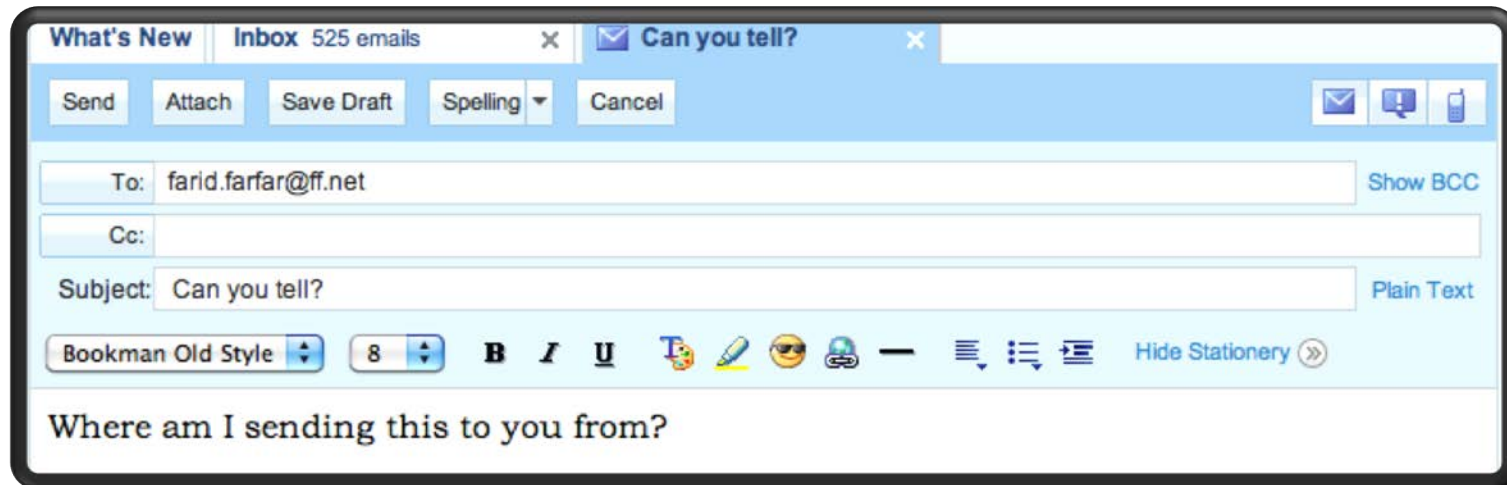 What's New Inbox 525 emails Can you tell?
Send Attach Save Draft Spelling Cancel
To: farid.farfar@ff.net Show BCC
Cc:
Subject: Can you tell? Plain Text
Bookman Old Style 8 B I U Hide Stationery
Where am I sending this to you from?